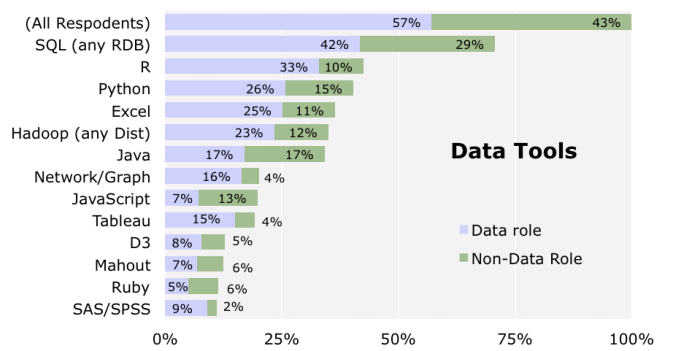 (All Respodents) 57% 43%
SQL (any RDB) 42% 29%
R 33% 10%
Python 26% 15%
Excel 25% 11%
Hadoop (any Dist) 23% 12%
Java 17% 17%
Data Tools
Network/Graph 16% 4%
JavaScript 7% 13%
Tableau 15% 4%
Data role
D3 8% 5%
Non-Data Role
Mahout 7% 6%
Ruby 5% 6%
SAS/SPSS 9% 2%
0% 25% 50% 75% 100%